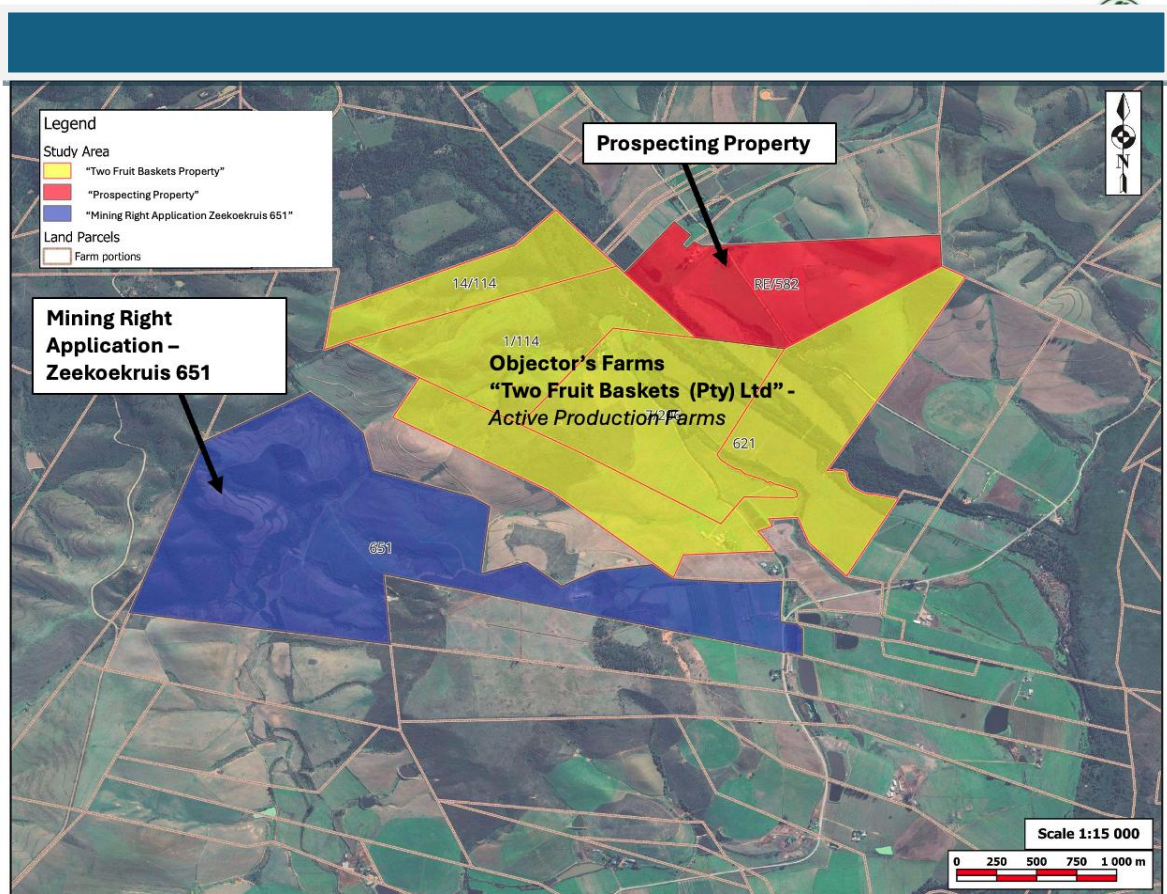 Legend
Study Area
“Two Fruit Baskets Property”
“Prospecting Property”
“Mining Right Application Zeekoekruis 651”
Land Parcels
Farm portions
Prospecting Property
N
14/114
RE/582
Mining Right
Application –
Zeekoekruis 651
1/114
Objector’s Farms
“Two Fruit Baskets (Pty) Ltd” -
Active Production Farms
621
651
Scale 1:15 000
0 250 500 750 1 000 m